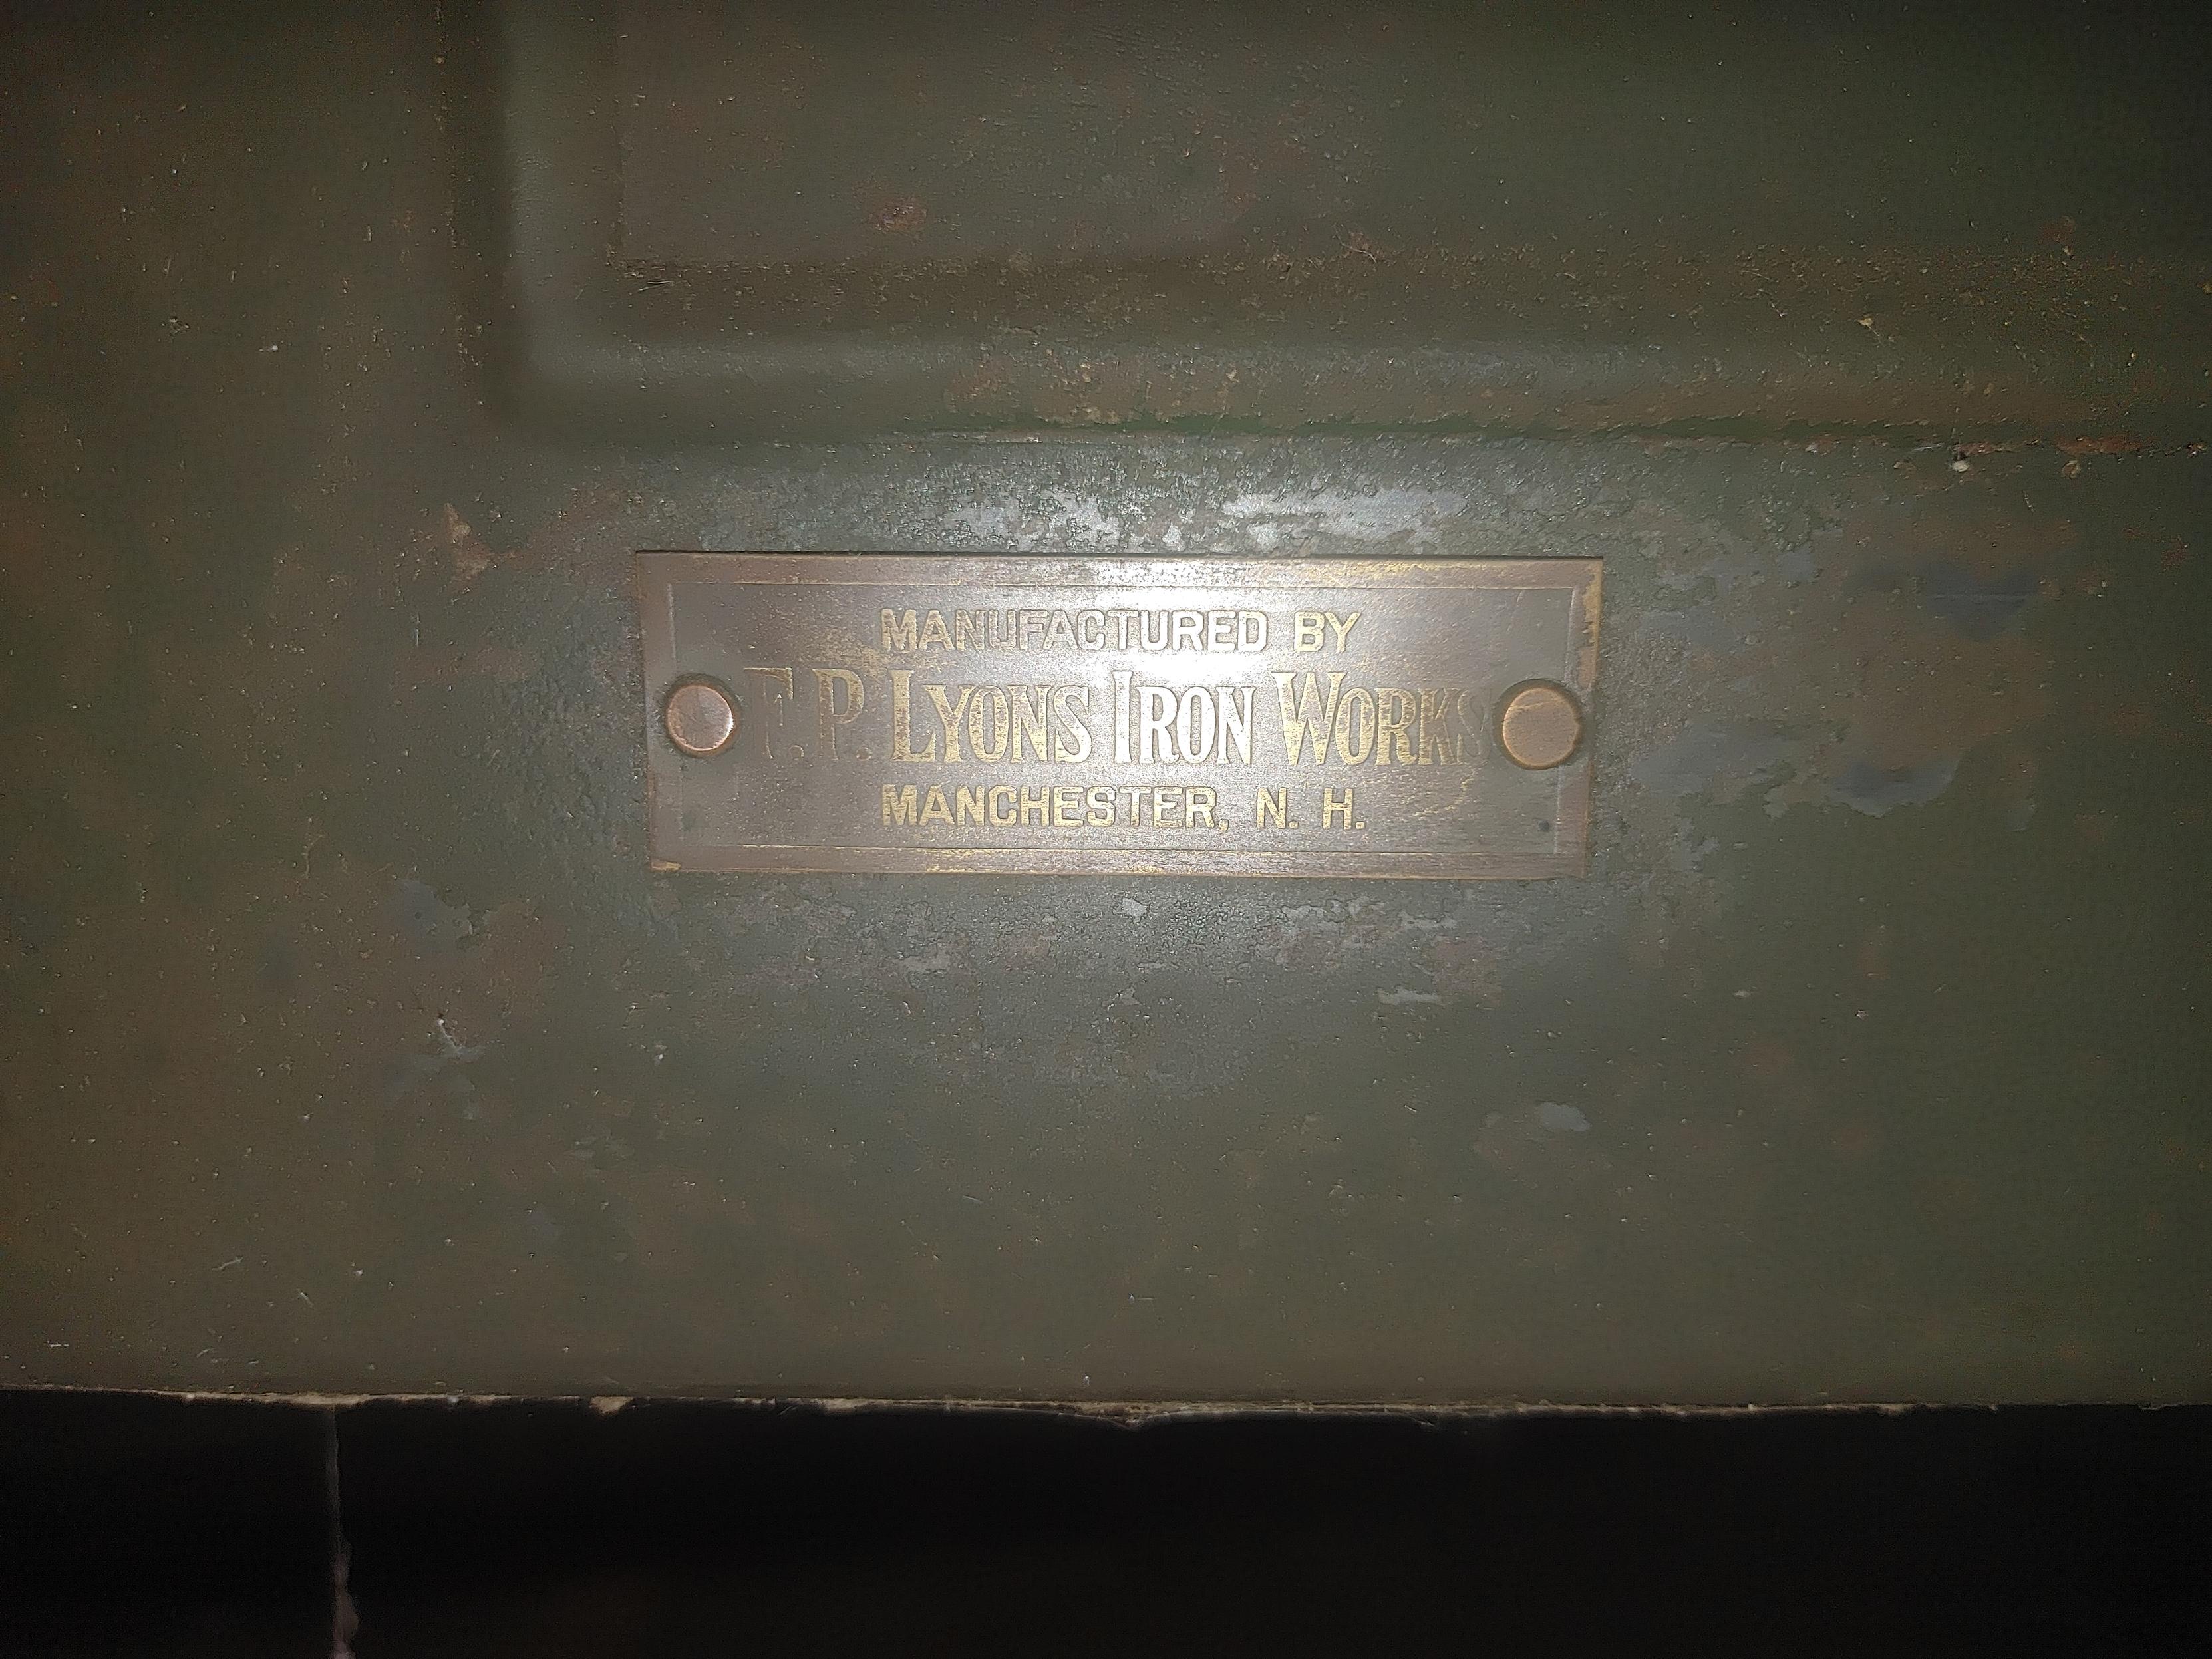 MANUFACTURED BY
F. P. LYONS IRON WORKS
MANCHESTER, N. H.